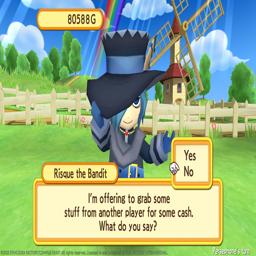 80588G
Yes
No
Risque the Bandit
I'm offering to grab some
stuff from another player for some cash.
What do you say?